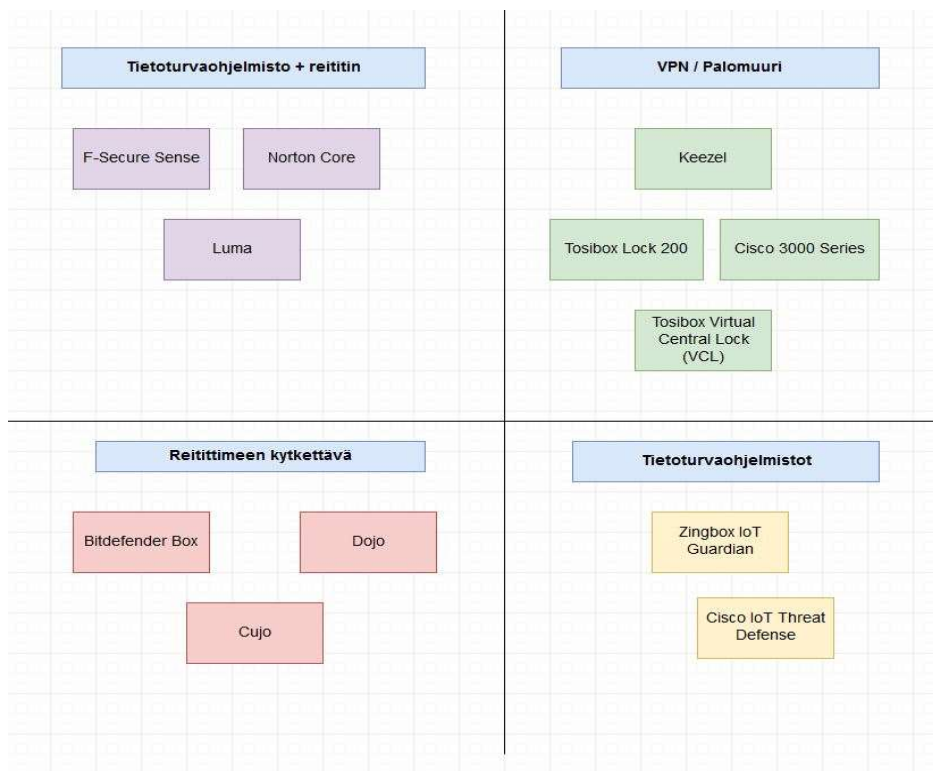 Tietoturvaohjelmisto + reititin
F-Secure Sense
Norton Core
Luma
VPN / Palomuuri
Keezel
Tosibox Lock 200
Cisco 3000 Series
Tosibox Virtual
Central Lock
(VCL)
Reitittimeen kytkettävä
Bitdefender Box
Dojo
Cujo
Tietoturvaohjelmistot
Zingbox IoT
Guardian
Cisco IoT Threat
Defense